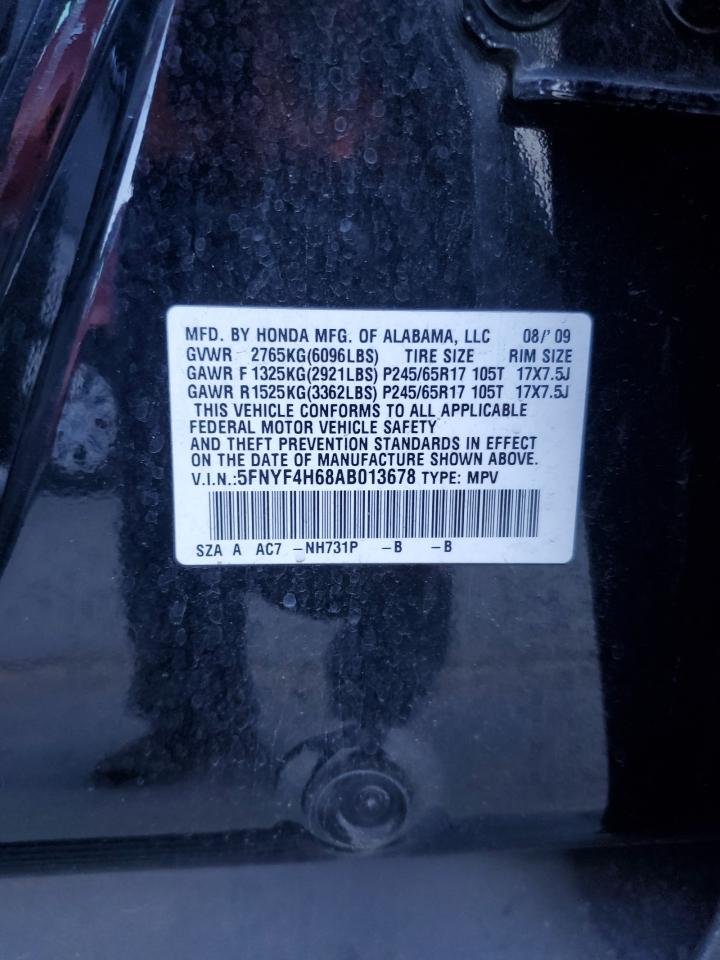 MFD. BY HONDA MFG. OF ALABAMA, LLC 08/'09
GVWR 2765KG(6096LBS) TIRE SIZE RIM SIZE
GAWR F 1325KG(2921LBS) P245/65R17 105T 17X7.5J
GAWR R 1525KG(3362LBS) P245/65R17 105T 17X7.5J
THIS VEHICLE CONFORMS TO ALL APPLICABLE
FEDERAL MOTOR VEHICLE SAFETY
AND THEFT PREVENTION STANDARDS IN EFFECT
ON THE DATE OF MANUFACTURE SHOWN ABOVE.
V.I.N.:5FNYF4H68AB013678 TYPE: MPV
SZA A AC7 -NH731P -B -B